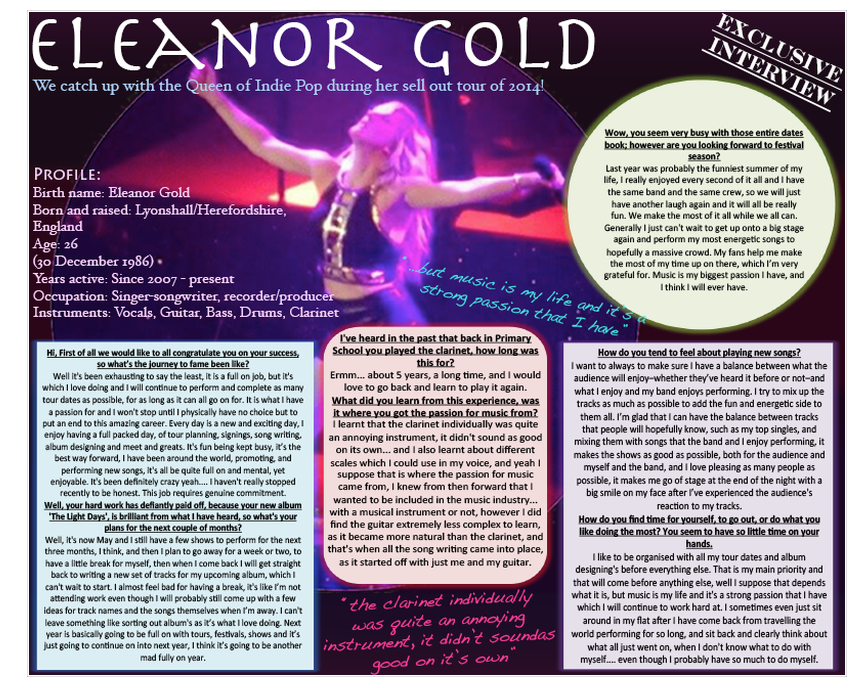 ELEANOR GOLD
EXCLUSIVE
INTERVIEW
We catch up with the Queen of Indie Pop during her sell out tour of 2014!
PROFILE:
Birth name: Eleanor Gold
Born and raised: Lyonshall/Herefordshire,
England
Age: 26
(30 December 1986)
Years active: Since 2007 - present
Occupation: Singer-songwriter, recorder/producer
Instruments: Vocals, Guitar, Bass, Drums, Clarinet
Wow, you seem very busy with those entire dates
book; however are you looking forward to festival
season?
Last year was probably the funniest summer of my
life, I really enjoyed every second of it all and I have
the same band and the same crew, so we will just
have another laugh again and it will all be really
fun. We make the most of it all while we all can.
Generally I just can't wait to get up onto a big stage
again and perform my most energetic songs to
hopefully a massive crowd. My fans help me make
the most of my time up on there, which I'm very
grateful for. Music is my biggest passion I have, and
I think I will ever have.
"...but music is my life and it's a
strong passion that I have"
Hi, First of all we would like to all congratulate you on your success,
so what's the journey to fame been like?
Well it's been exhausting to say the least, it is a full on job, but it's
which I love doing and I will continue to perform and complete as many
tour dates as possible, for as long as it can all go on for. It is what I have
a passion for and I won't stop until I physically have no choice but to
put an end to this amazing career. Every day is a new and exciting day, I
enjoy having a full packed day, of tour planning, signings, song writing,
album designing and meet and greats. It's fun being kept busy, it's the
best way forward, I have been around the world, promoting, and
performing new songs, it's all be quite full on and mental, yet
enjoyable. It's been definitely crazy yeah.... I haven't really stopped
recently to be honest. This job requires genuine commitment.
Well, your hard work has defiantly paid off, because your new album
'The Light Days', is brilliant from what I have heard, so what's your
plans for the next couple of months?
Well, it's now May and I still have a few shows to perform for the next
three months, I think, and then I plan to go away for a week or two, to
have a little break for myself, then when I come back I will get straight
back to writing a new set of tracks for my upcoming album, which I
can't wait to start. I almost feel bad for having a break, it's like I'm not
attending work even though I will probably still come up with a few
ideas for track names and the songs themselves when I'm away. I can't
leave something like sorting out album's as it's what I love doing. Next
year is basically going to be full on with tours, festivals, shows and it's
just going to continue on into next year, I think it's going to be another
mad fully on year.
I've heard in the past that back in Primary
School you played the clarinet, how long was
this for?
Ermm... about 5 years, a long time, and I would
love to go back and learn to play it again.
What did you learn from this experience, was
it where you got the passion for music from?
I learnt that the clarinet individually was quite
an annoying instrument, it didn't sound as good
on its own... and I also learnt about different
scales which I could use in my voice, and yeah I
suppose that is where the passion for music
came from, I knew from then forward that I
wanted to be included in the music industry...
with a musical instrument or not, however I did
find the guitar extremely less complex to learn,
as it became more natural than the clarinet, and
that's when all the song writing came into place,
as it started off with just me and my guitar.
"the clarinet individually
was quite an annoying
instrument, it didn't soundas
good on it's own"
How do you tend to feel about playing new songs?
I want to always to make sure I have a balance between what the
audience will enjoy–whether they've heard it before or not–and
what I enjoy and my band enjoys performing. I try to mix up the
tracks as much as possible to add the fun and energetic side to
them all. I'm glad that I can have the balance between tracks
that people will hopefully know, such as my top singles, and
mixing them with songs that the band and I enjoy performing, it
makes the shows as good as possible, both for the audience and
myself and the band, and I love pleasing as many people as
possible, it makes me go of stage at the end of the night with a
big smile on my face after I've experienced the audience's
reaction to my tracks.
How do you find time for yourself, to go out, or do what you
like doing the most? You seem to have so little time on your
hands.
I like to be organised with all my tour dates and album
designing's before everything else. That is my main priority and
that will come before anything else, well I suppose that depends
what it is, but music is my life and it's a strong passion that I have
which I will continue to work hard at. I sometimes even just sit
around in my flat after I have come back from travelling the
world performing for so long, and sit back and clearly think about
what all just went on, when I don't know what to do with
myself.... even though I probably have so much to do myself.